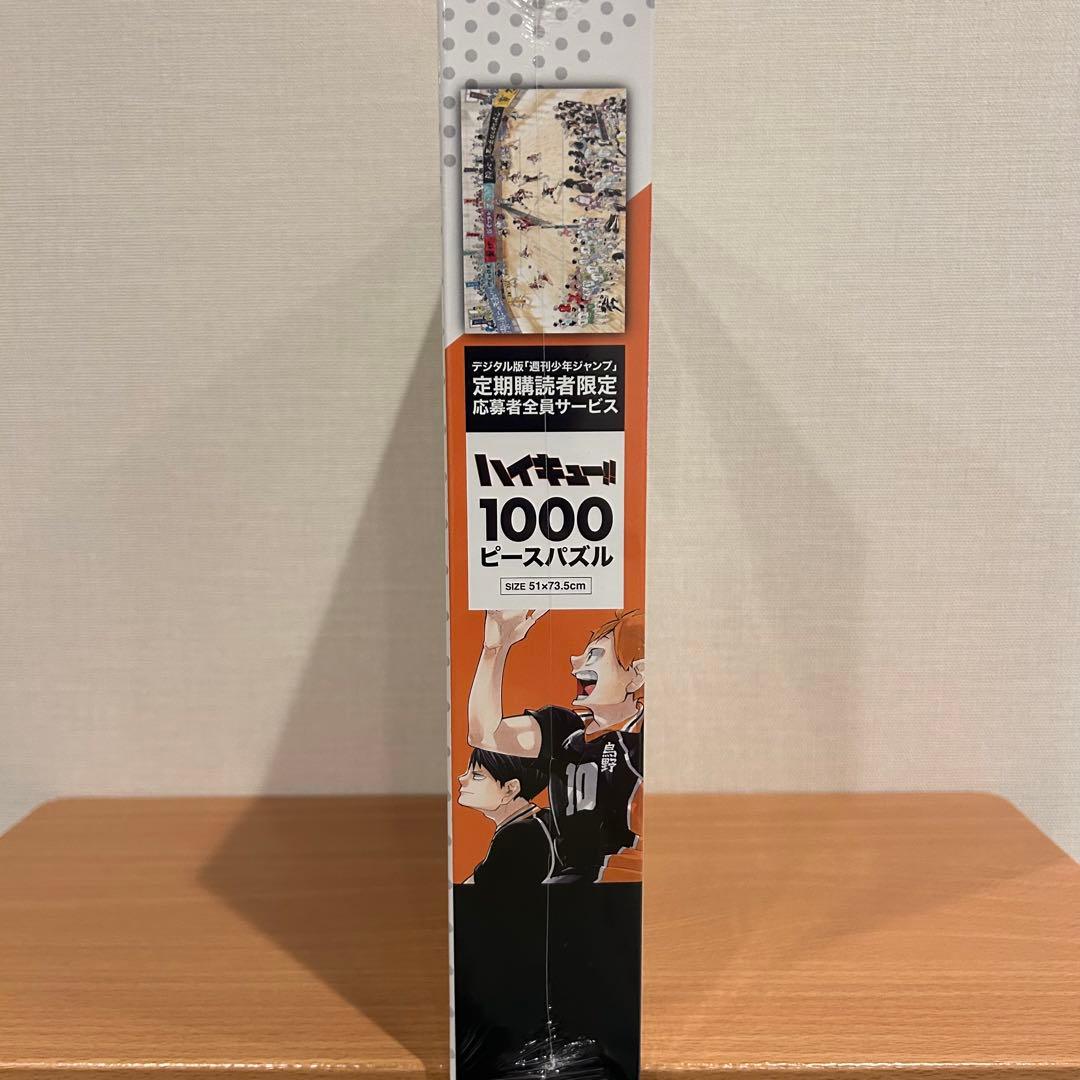 デジタル版「週刊少年ジャンプ」
定期購読者限定
応募者全員サービス
ハイキュー!!
1000
ピースパズル
SIZE 51×73.5cm
烏野
10